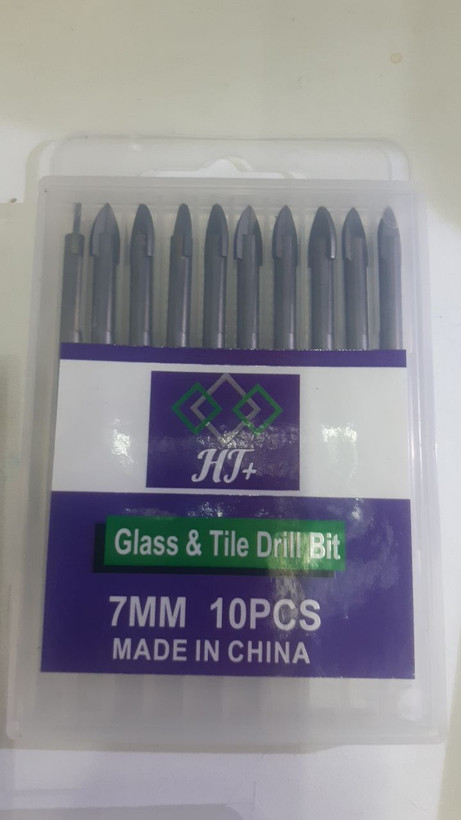 HT+
Glass & Tile Drill Bit
7MM 10PCS
MADE IN CHINA